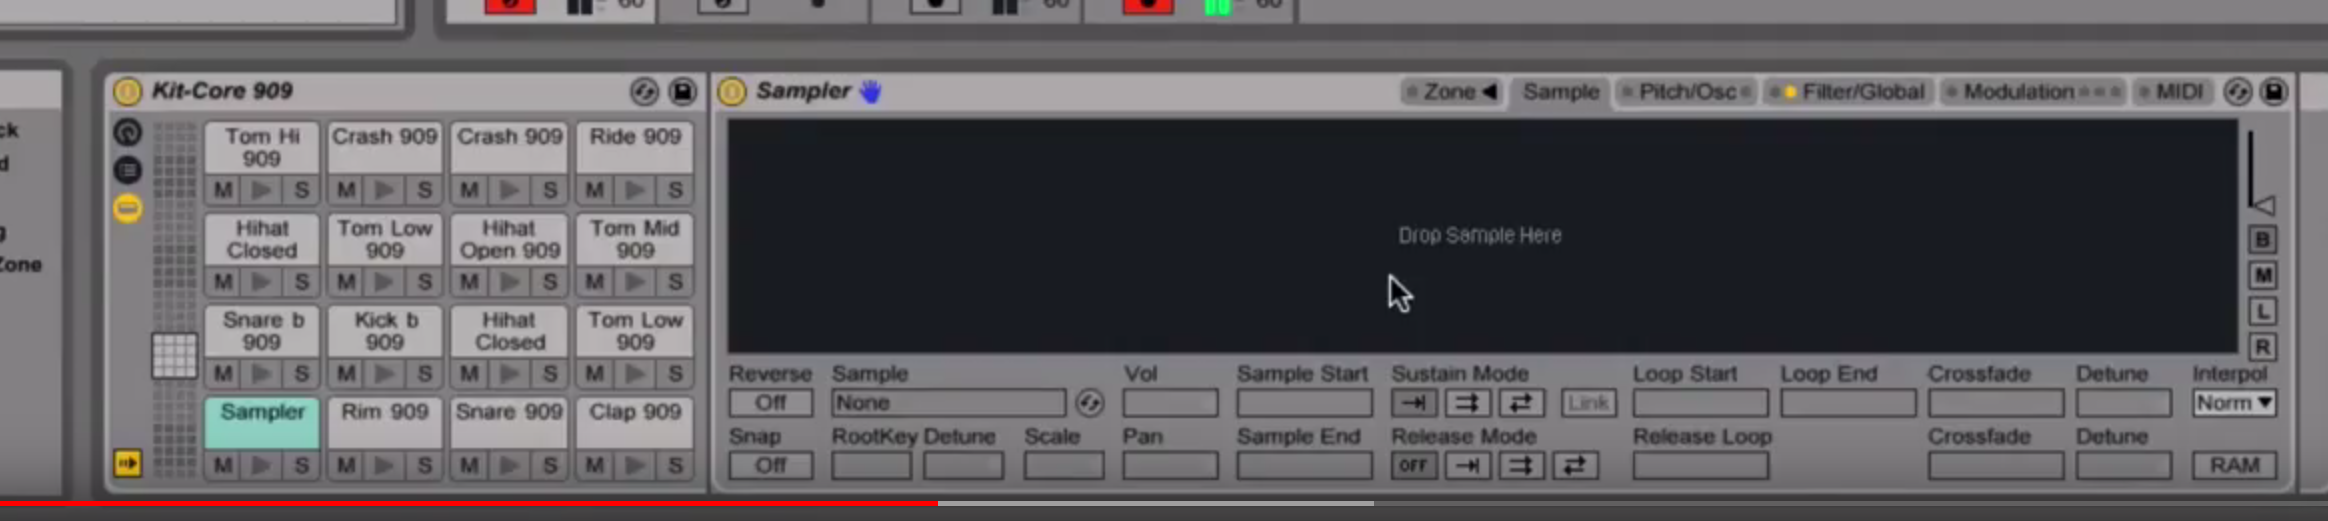 60 60 60
ck
d
g
Zone
Kit-Core 909
Tom Hi 909 Crash 909 Crash 909 Ride 909
M S M S M S M S
Hihat Closed Tom Low 909 Hihat Open 909 Tom Mid 909
M S M S M S M S
Snare b 909 Kick b 909 Hihat Closed Tom Low 909
M S M S M S M S
Sampler Rim 909 Snare 909 Clap 909
M S M S M S M S
Sampler Zone Sample Pitch/Osc Filter/Global Modulation MIDI
Drop Sample Here
B
M
L
R
Reverse Sample Vol Sample Start Sustain Mode Loop Start Loop End Crossfade Detune Interpol
Off None Link Norm
Snap RootKey Detune Scale Pan Sample End Release Mode Release Loop Crossfade Detune
Off OFF RAM